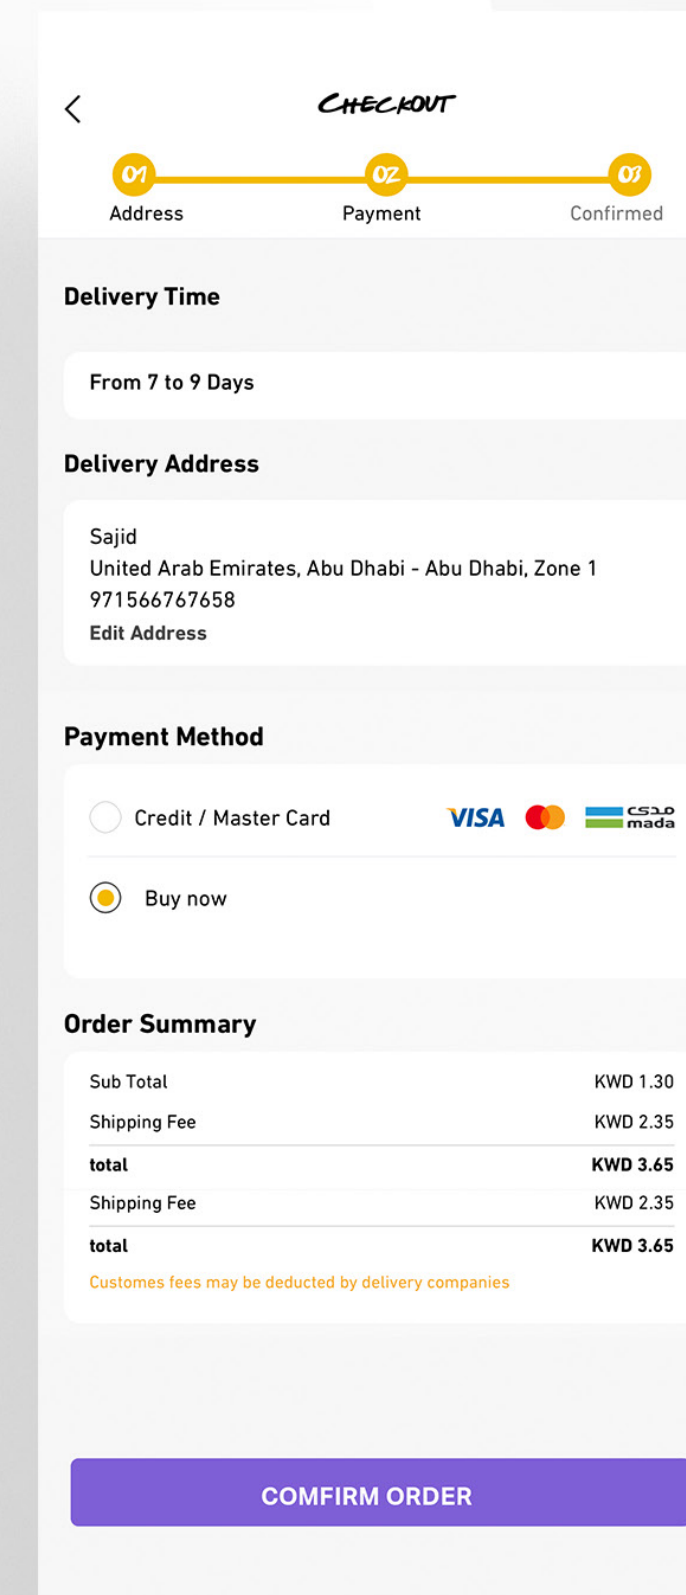 CHECKOUT
01 02 03
Address Payment Confirmed
Delivery Time
From 7 to 9 Days
Delivery Address
Sajid
United Arab Emirates, Abu Dhabi - Abu Dhabi, Zone 1
971566767658
Edit Address
Payment Method
Credit / Master Card VISA مدى mada
Buy now
Order Summary
Sub Total KWD 1.30
Shipping Fee KWD 2.35
total KWD 3.65
Shipping Fee KWD 2.35
total KWD 3.65
Customes fees may be deducted by delivery companies
COMFIRM ORDER